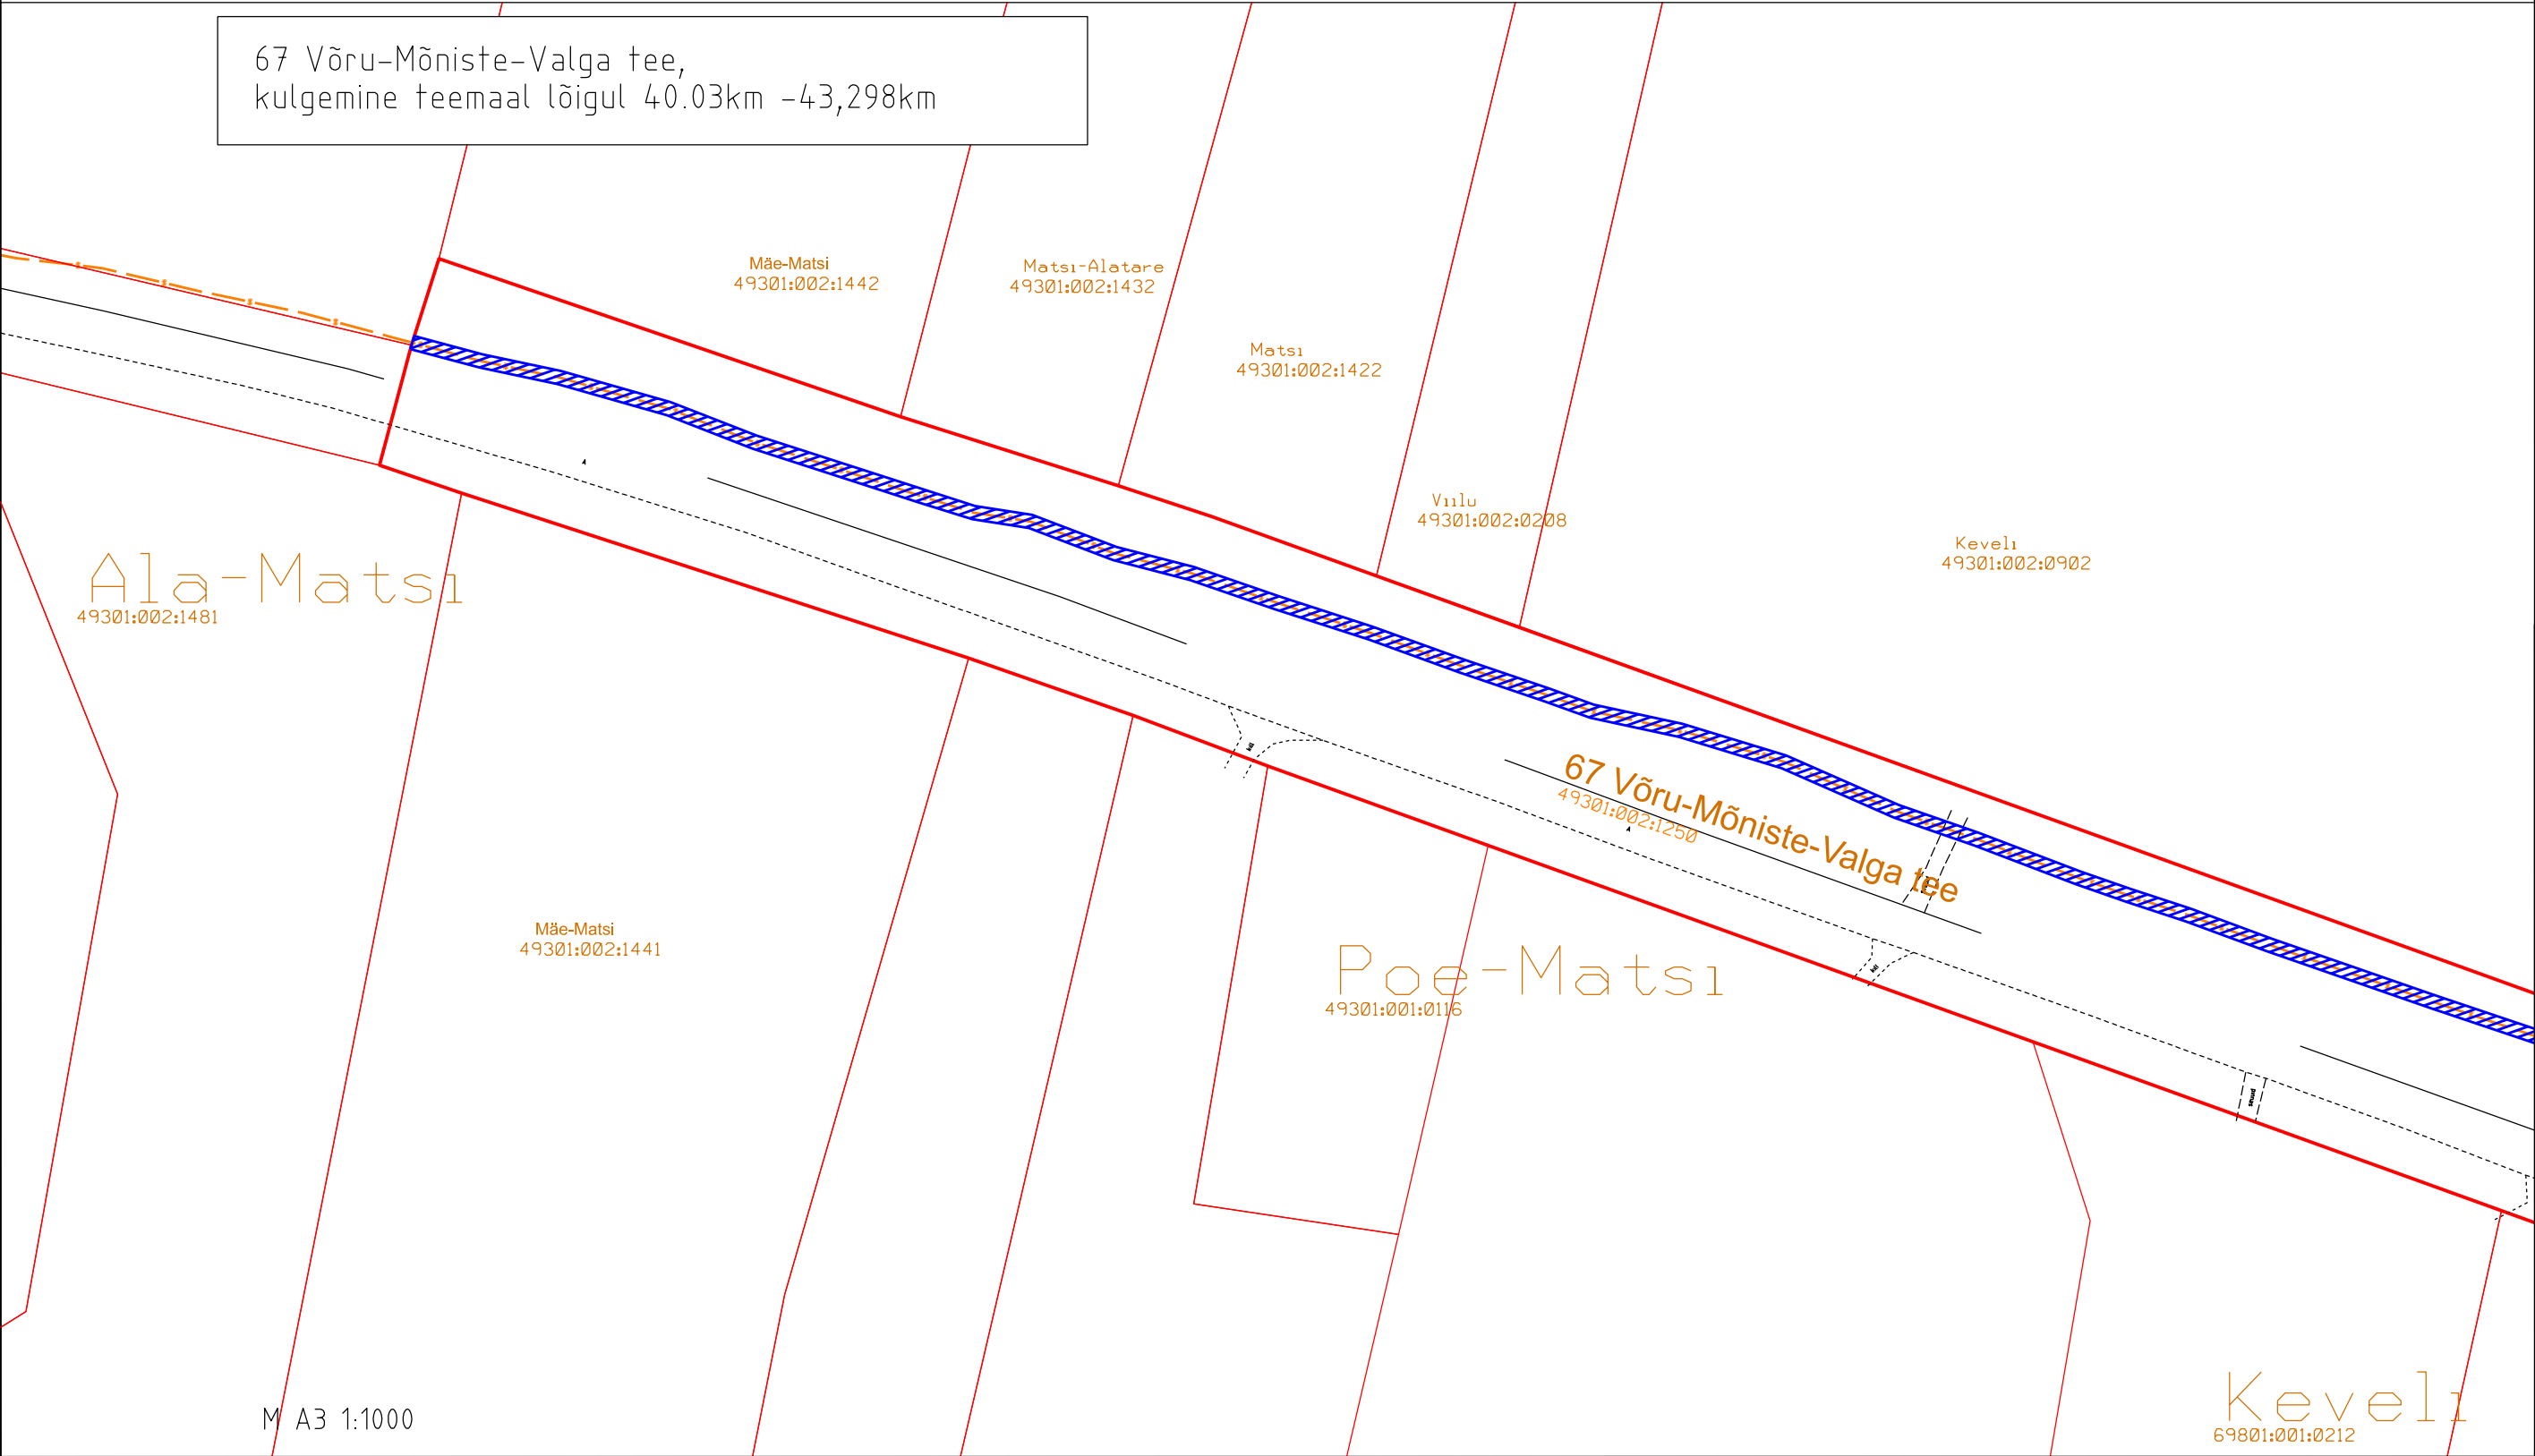 67 Võru-Mõniste-Valga tee,
kulgemine teemaal lõigul 40.03km -43,298km
Mäe-Matsi
49301:002:1442
Matsi-Alatare
49301:002:1432
Matsi
49301:002:1422
Viilu
49301:002:0208
Keveli
49301:002:0902
Ala-Matsi
49301:002:1481
67 Võru-Mõniste-Valga tee
49301:002:1250
Mäe-Matsi
49301:002:1441
Poe-Matsi
49301:001:0116
Keveli
69801:001:0212
M A3 1:1000